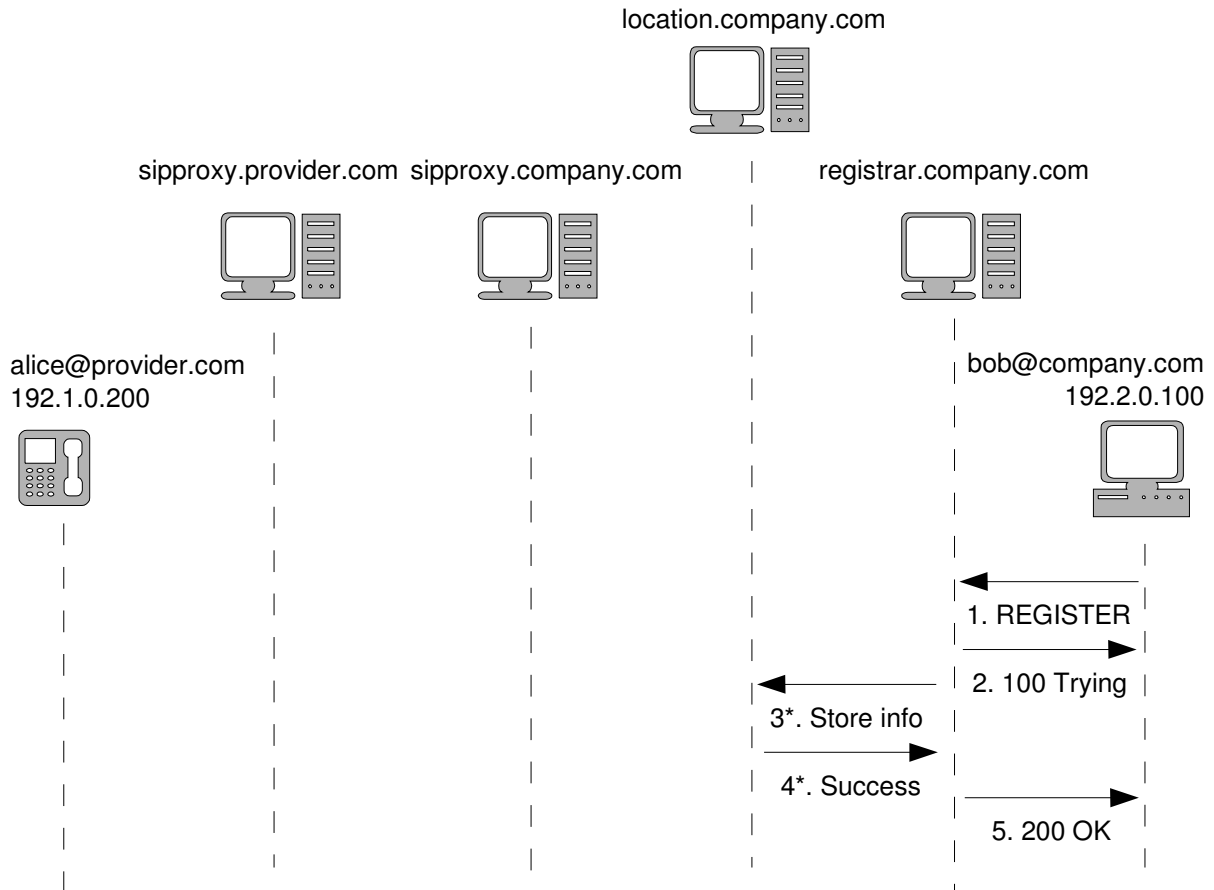 location.company.com
sipproxy.provider.com
sipproxy.company.com
registrar.company.com
alice@provider.com
192.1.0.200
bob@company.com
192.2.0.100
1. REGISTER
2. 100 Trying
3*. Store info
4*. Success
5. 200 OK